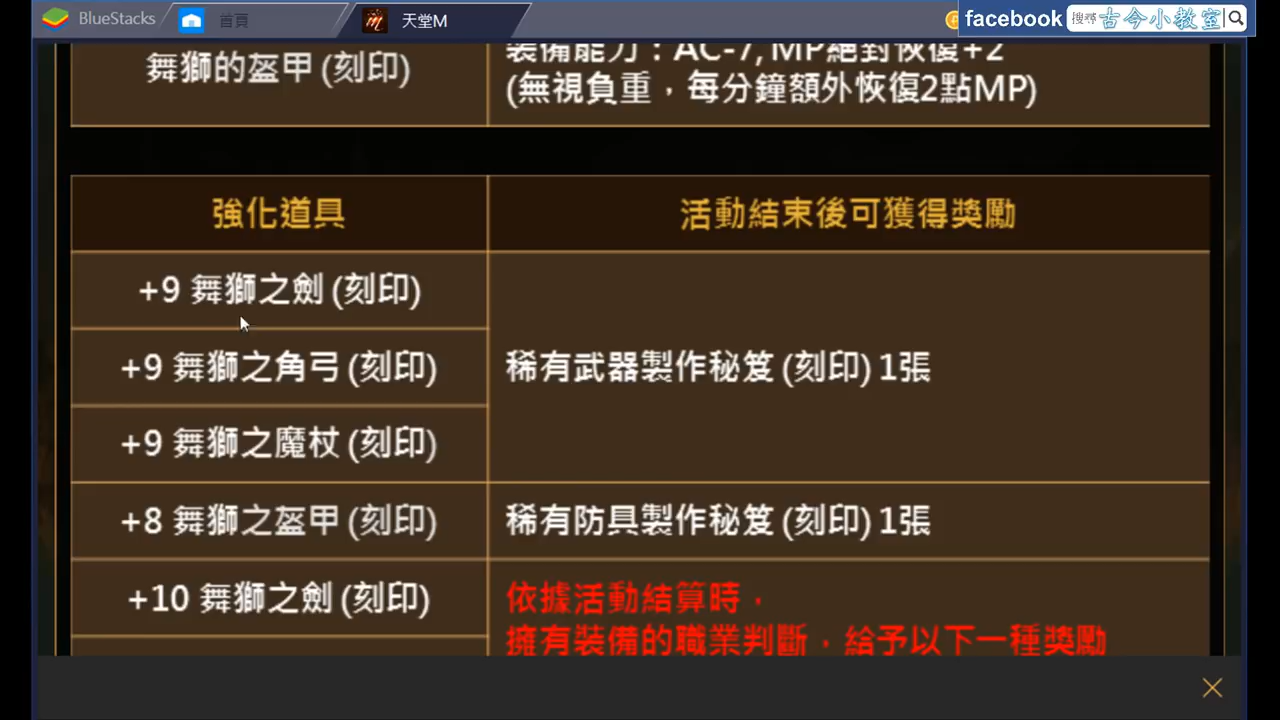 BlueStacks
首頁
天堂M
facebook
搜尋 古今小教室
舞獅的盔甲 (刻印)
裝備能力：AC-7, MP絕對恢復+2
(無視負重，每分鐘額外恢復2點MP)
強化道具
活動結束後可獲得獎勵
+9 舞獅之劍 (刻印)
+9 舞獅之角弓 (刻印)
稀有武器製作秘笈 (刻印) 1張
+9 舞獅之魔杖 (刻印)
+8 舞獅之盔甲 (刻印)
稀有防具製作秘笈 (刻印) 1張
+10 舞獅之劍 (刻印)
依據活動結算時，
擁有裝備的職業判斷，給予以下一種獎勵